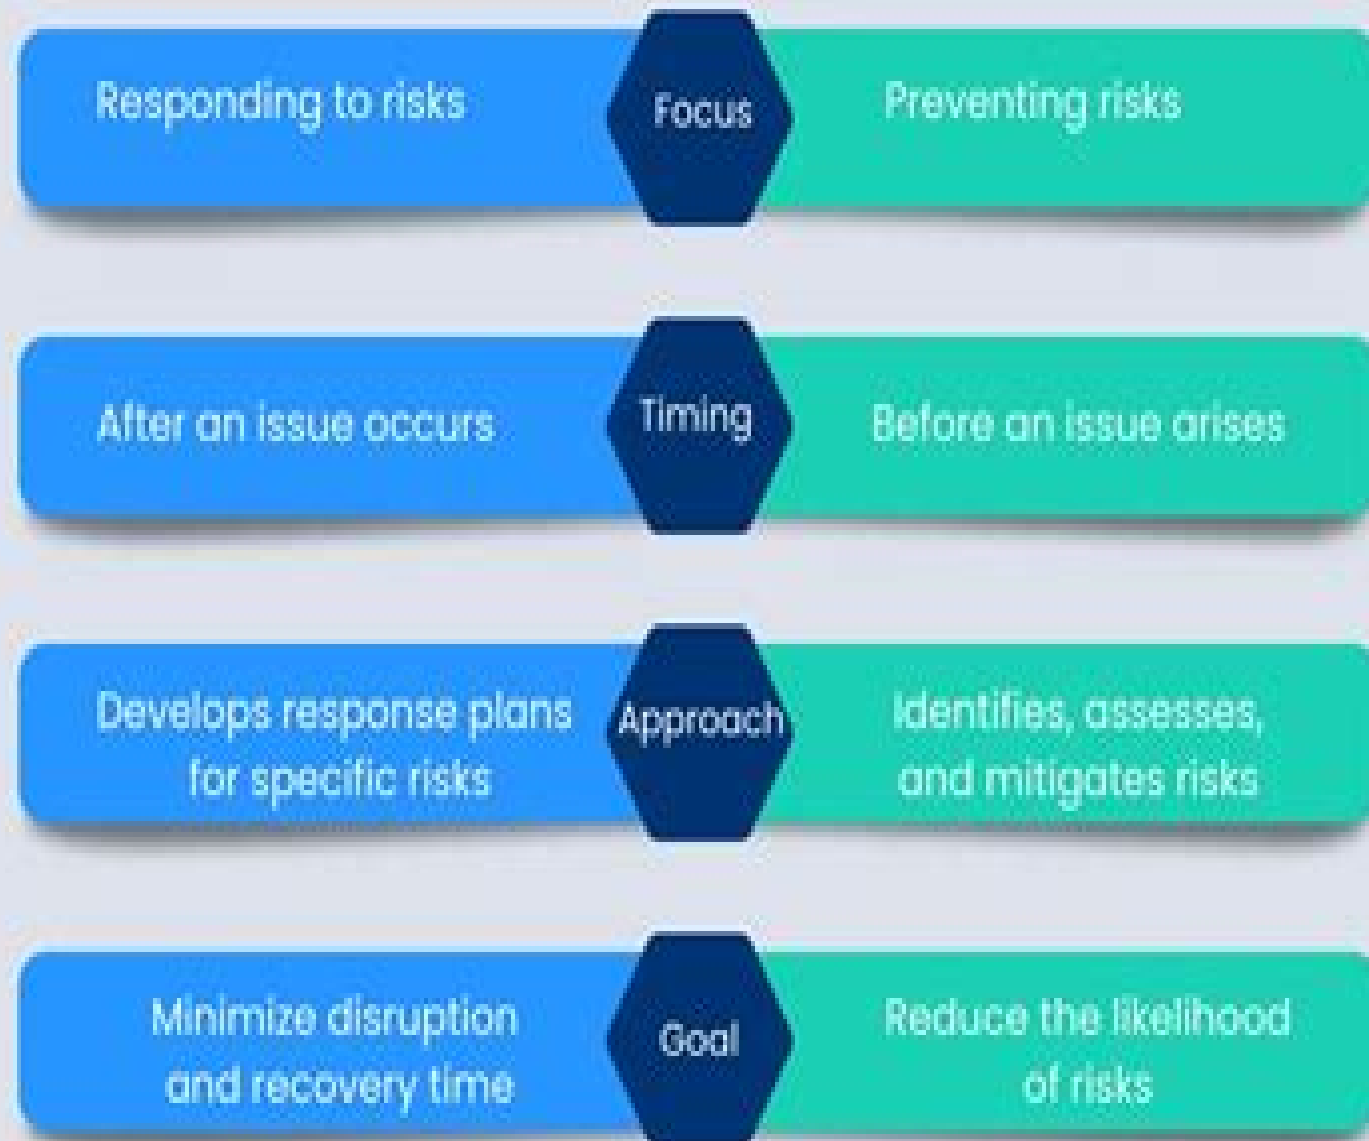 Responding to risks
Focus
Preventing risks
After an issue occurs
Timing
Before an issue arises
Develops response plans
for specific risks
Approach
Identifies, assesses,
and mitigates risks
Minimize disruption
and recovery time
Goal
Reduce the likelihood
of risks